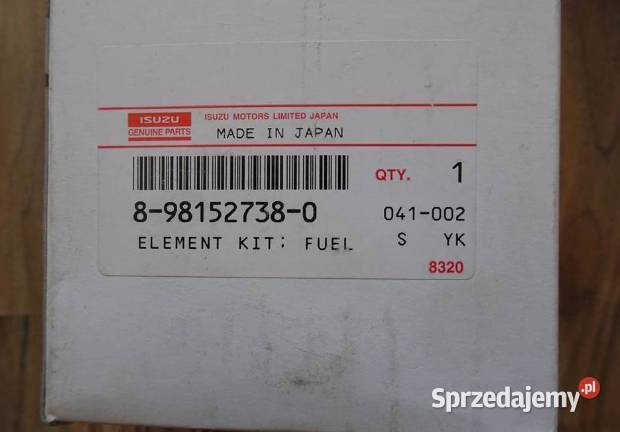 ISUZU
GENUINE PARTS
ISUZU MOTORS LIMITED JAPAN
MADE IN JAPAN
QTY. 1
8-98152738-0
041-002
ELEMENT KIT; FUEL
S YK
8320
Sprzedajemy.pl